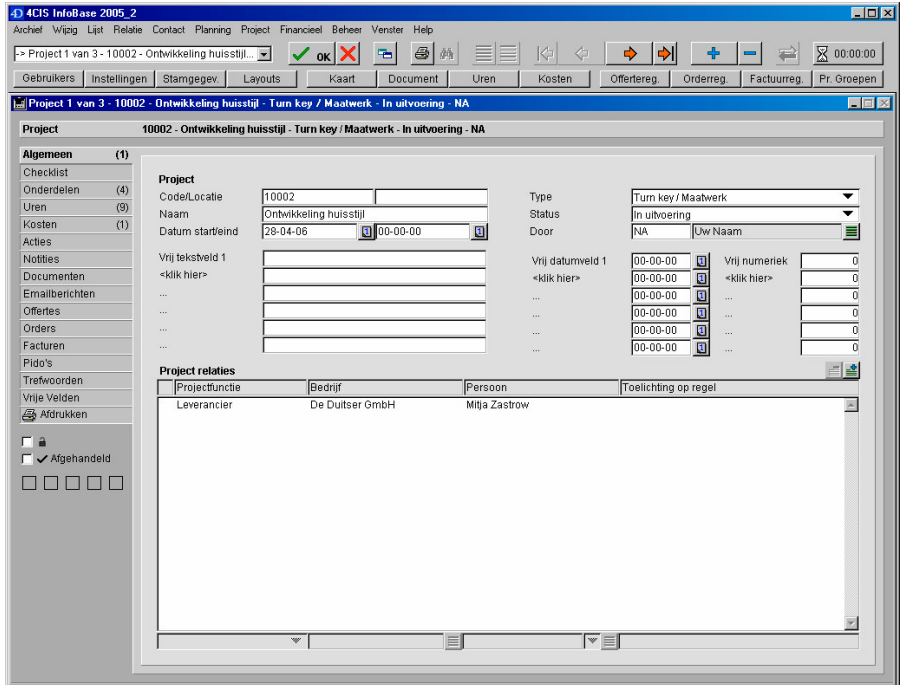 4CIS InfoBase 2005_2
Archief Wijzig Lijst Relatie Contact Planning Project Financieel Beheer Venster Help
-> Project 1 van 3 - 10002 - Ontwikkeling huisstijl... OK 00:00:00
Gebruikers Instellingen Stamgegev. Layouts Kaart Document Uren Kosten Offertereg. Orderreg. Factuurreg. Pr. Groepen
Project 1 van 3 - 10002 - Ontwikkeling huisstijl - Turn key / Maatwerk - In uitvoering - NA
Project 10002 - Ontwikkeling huisstijl - Turn key / Maatwerk - In uitvoering - NA
Algemeen (1)
Checklist
Onderdelen (4)
Uren (9)
Kosten (1)
Acties
Notities
Documenten
Emailberichten
Offertes
Orders
Facturen
Pido's
Trefwoorden
Vrije Velden
Afdrukken
Afgehandeld
Project
Code/Locatie 10002 Type Turn key / Maatwerk
Naam Ontwikkeling huisstijl Status In uitvoering
Datum start/eind 28-04-06 00-00-00 Door NA Uw Naam
Vrij tekstveld 1 Vrij datumveld 1 00-00-00 Vrij numeriek 0
<klik hier> <klik hier> 00-00-00 <klik hier> 0
... ... 00-00-00 ... 0
... ... 00-00-00 ... 0
... ... 00-00-00 ... 0
... ... 00-00-00 ... 0
Project relaties
Projectfunctie Bedrijf Persoon Toelichting op regel
Leverancier De Duitser GmbH Mitja Zastrow